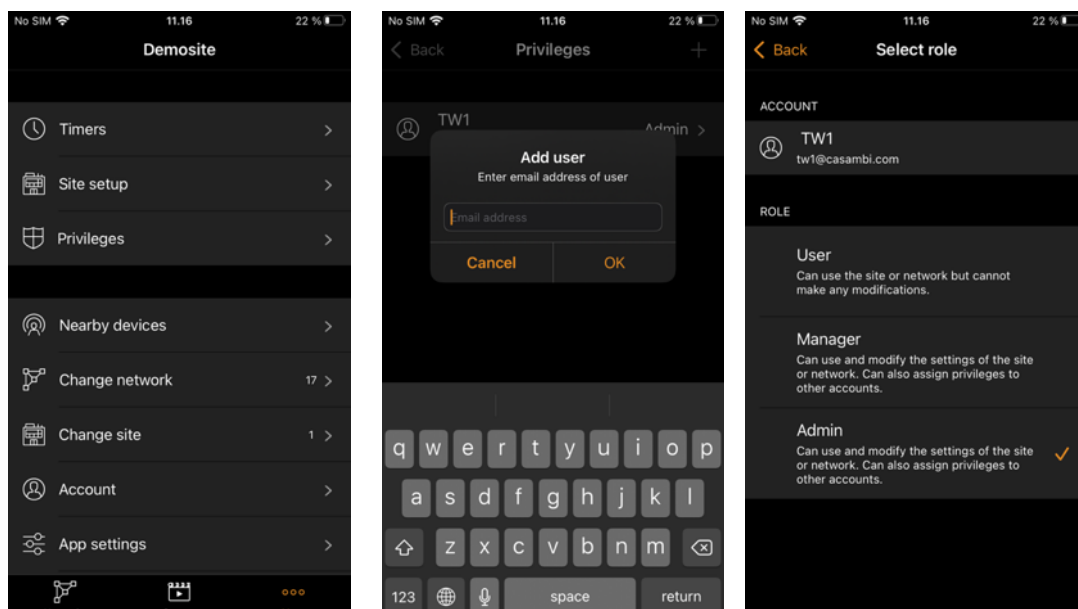 No SIM 11.16 22 %
Demosite
Timers
Site setup
Privileges
Nearby devices
Change network 17
Change site 1
Account
App settings
No SIM 11.16 22 %
Back Privileges +
TW1
Admin
Add user
Enter email address of user
Email address
Cancel OK
q w e r t y u i o p
a s d f g h j k l
z x c v b n m
123 space return
No SIM 11.16 22 %
Back Select role
ACCOUNT
TW1
tw1@casambi.com
ROLE
User
Can use the site or network but cannot
make any modifications.
Manager
Can use and modify the settings of the site
or network. Can also assign privileges to
other accounts.
Admin
Can use and modify the settings of the site
or network. Can also assign privileges to
other accounts.